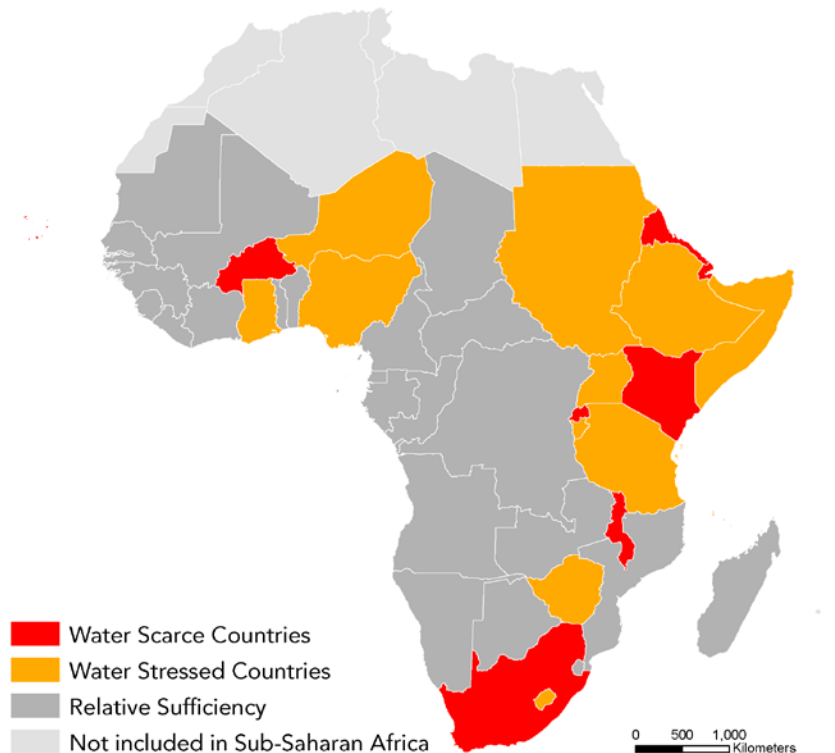 Water Scarce Countries
Water Stressed Countries
Relative Sufficiency
Not included in Sub-Saharan Africa
0 500 1,000
Kilometers